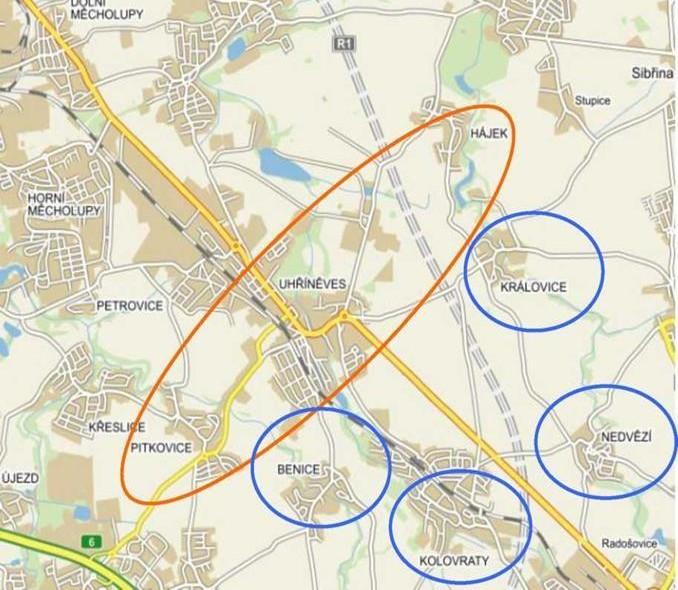 DOLNÍ
MĚCHOLUPY
R1
Sibřina
Stupice
HÁJEK
HORNÍ
MĚCHOLUPY
UHŘÍNĚVES
KRÁLOVICE
PETROVICE
KŘESLICE
PITKOVICE
NEDVĚZÍ
BENICE
ÚJEZD
6
KOLOVRATY
Radošovice